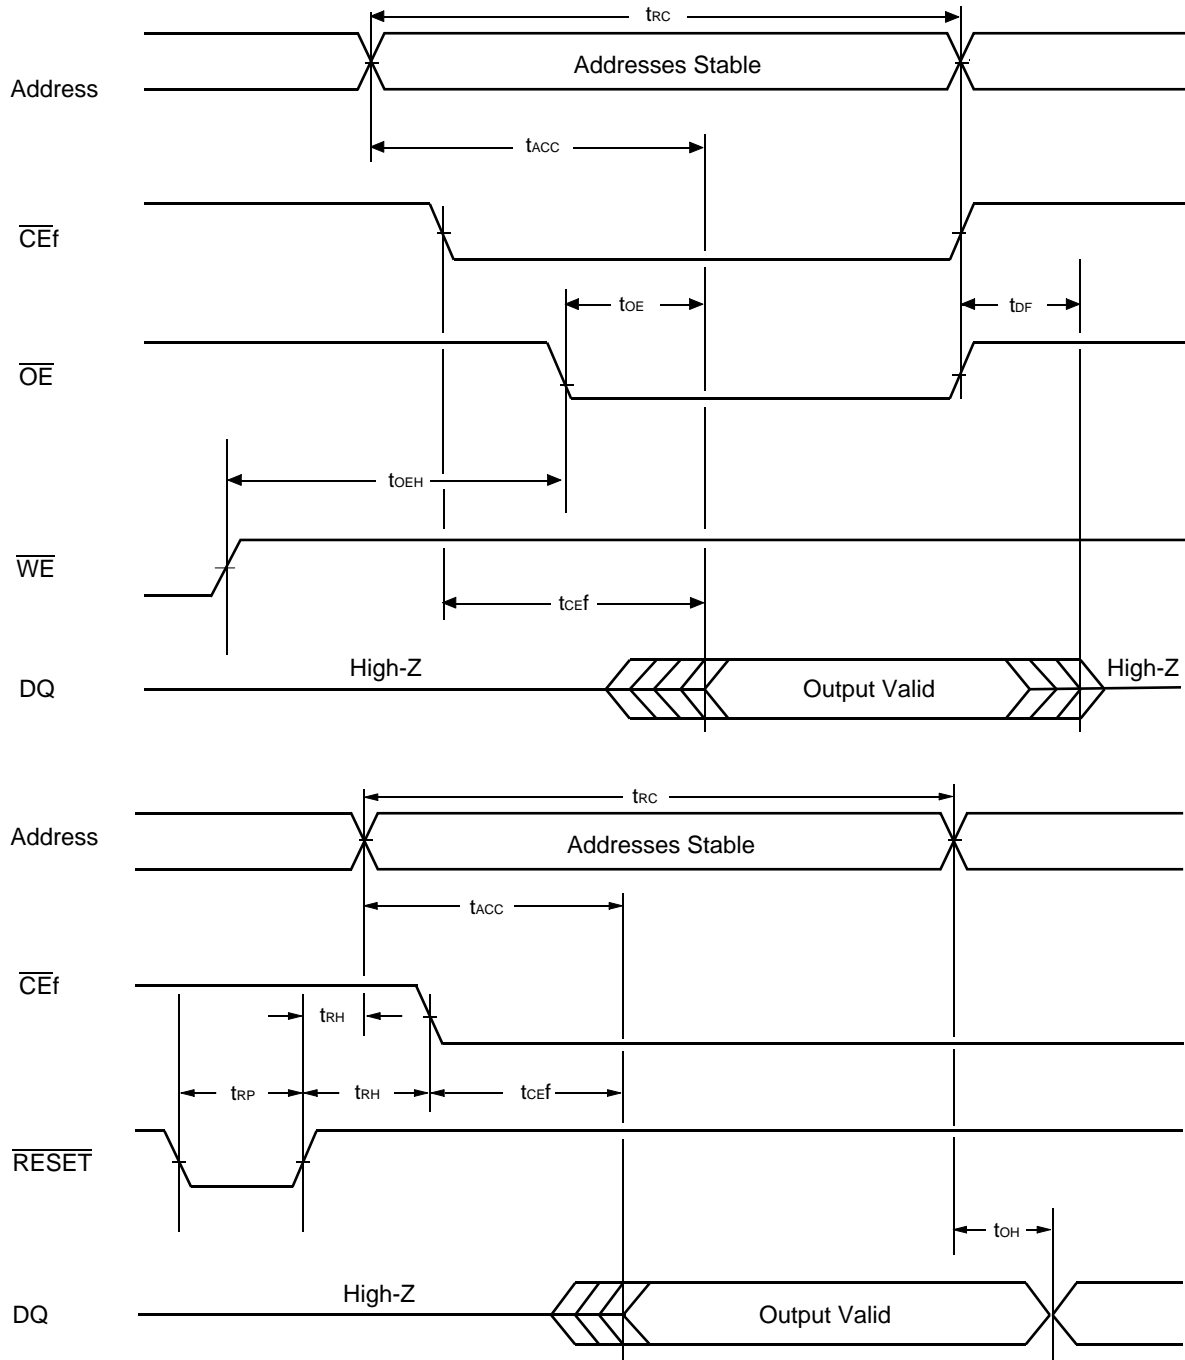 tRC
Addresses Stable
Address
tACC
CEf
tOE
tDF
OE
tOEH
WE
tCEf
High-Z
High-Z
DQ
Output Valid
tRC
Address
Addresses Stable
tACC
CEf
tRH
tRP
tRH
tCEf
RESET
tOH
High-Z
DQ
Output Valid